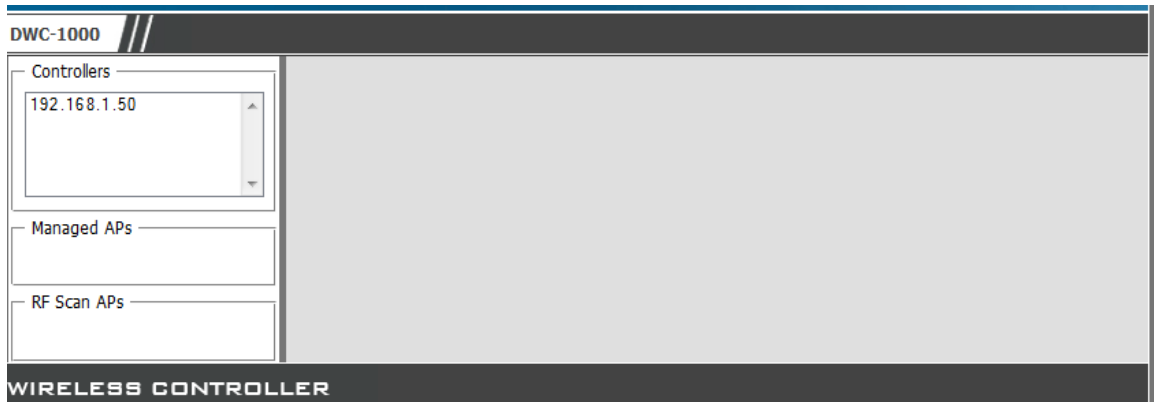 DWC-1000
Controllers
192.168.1.50
Managed APs
RF Scan APs
WIRELESS CONTROLLER